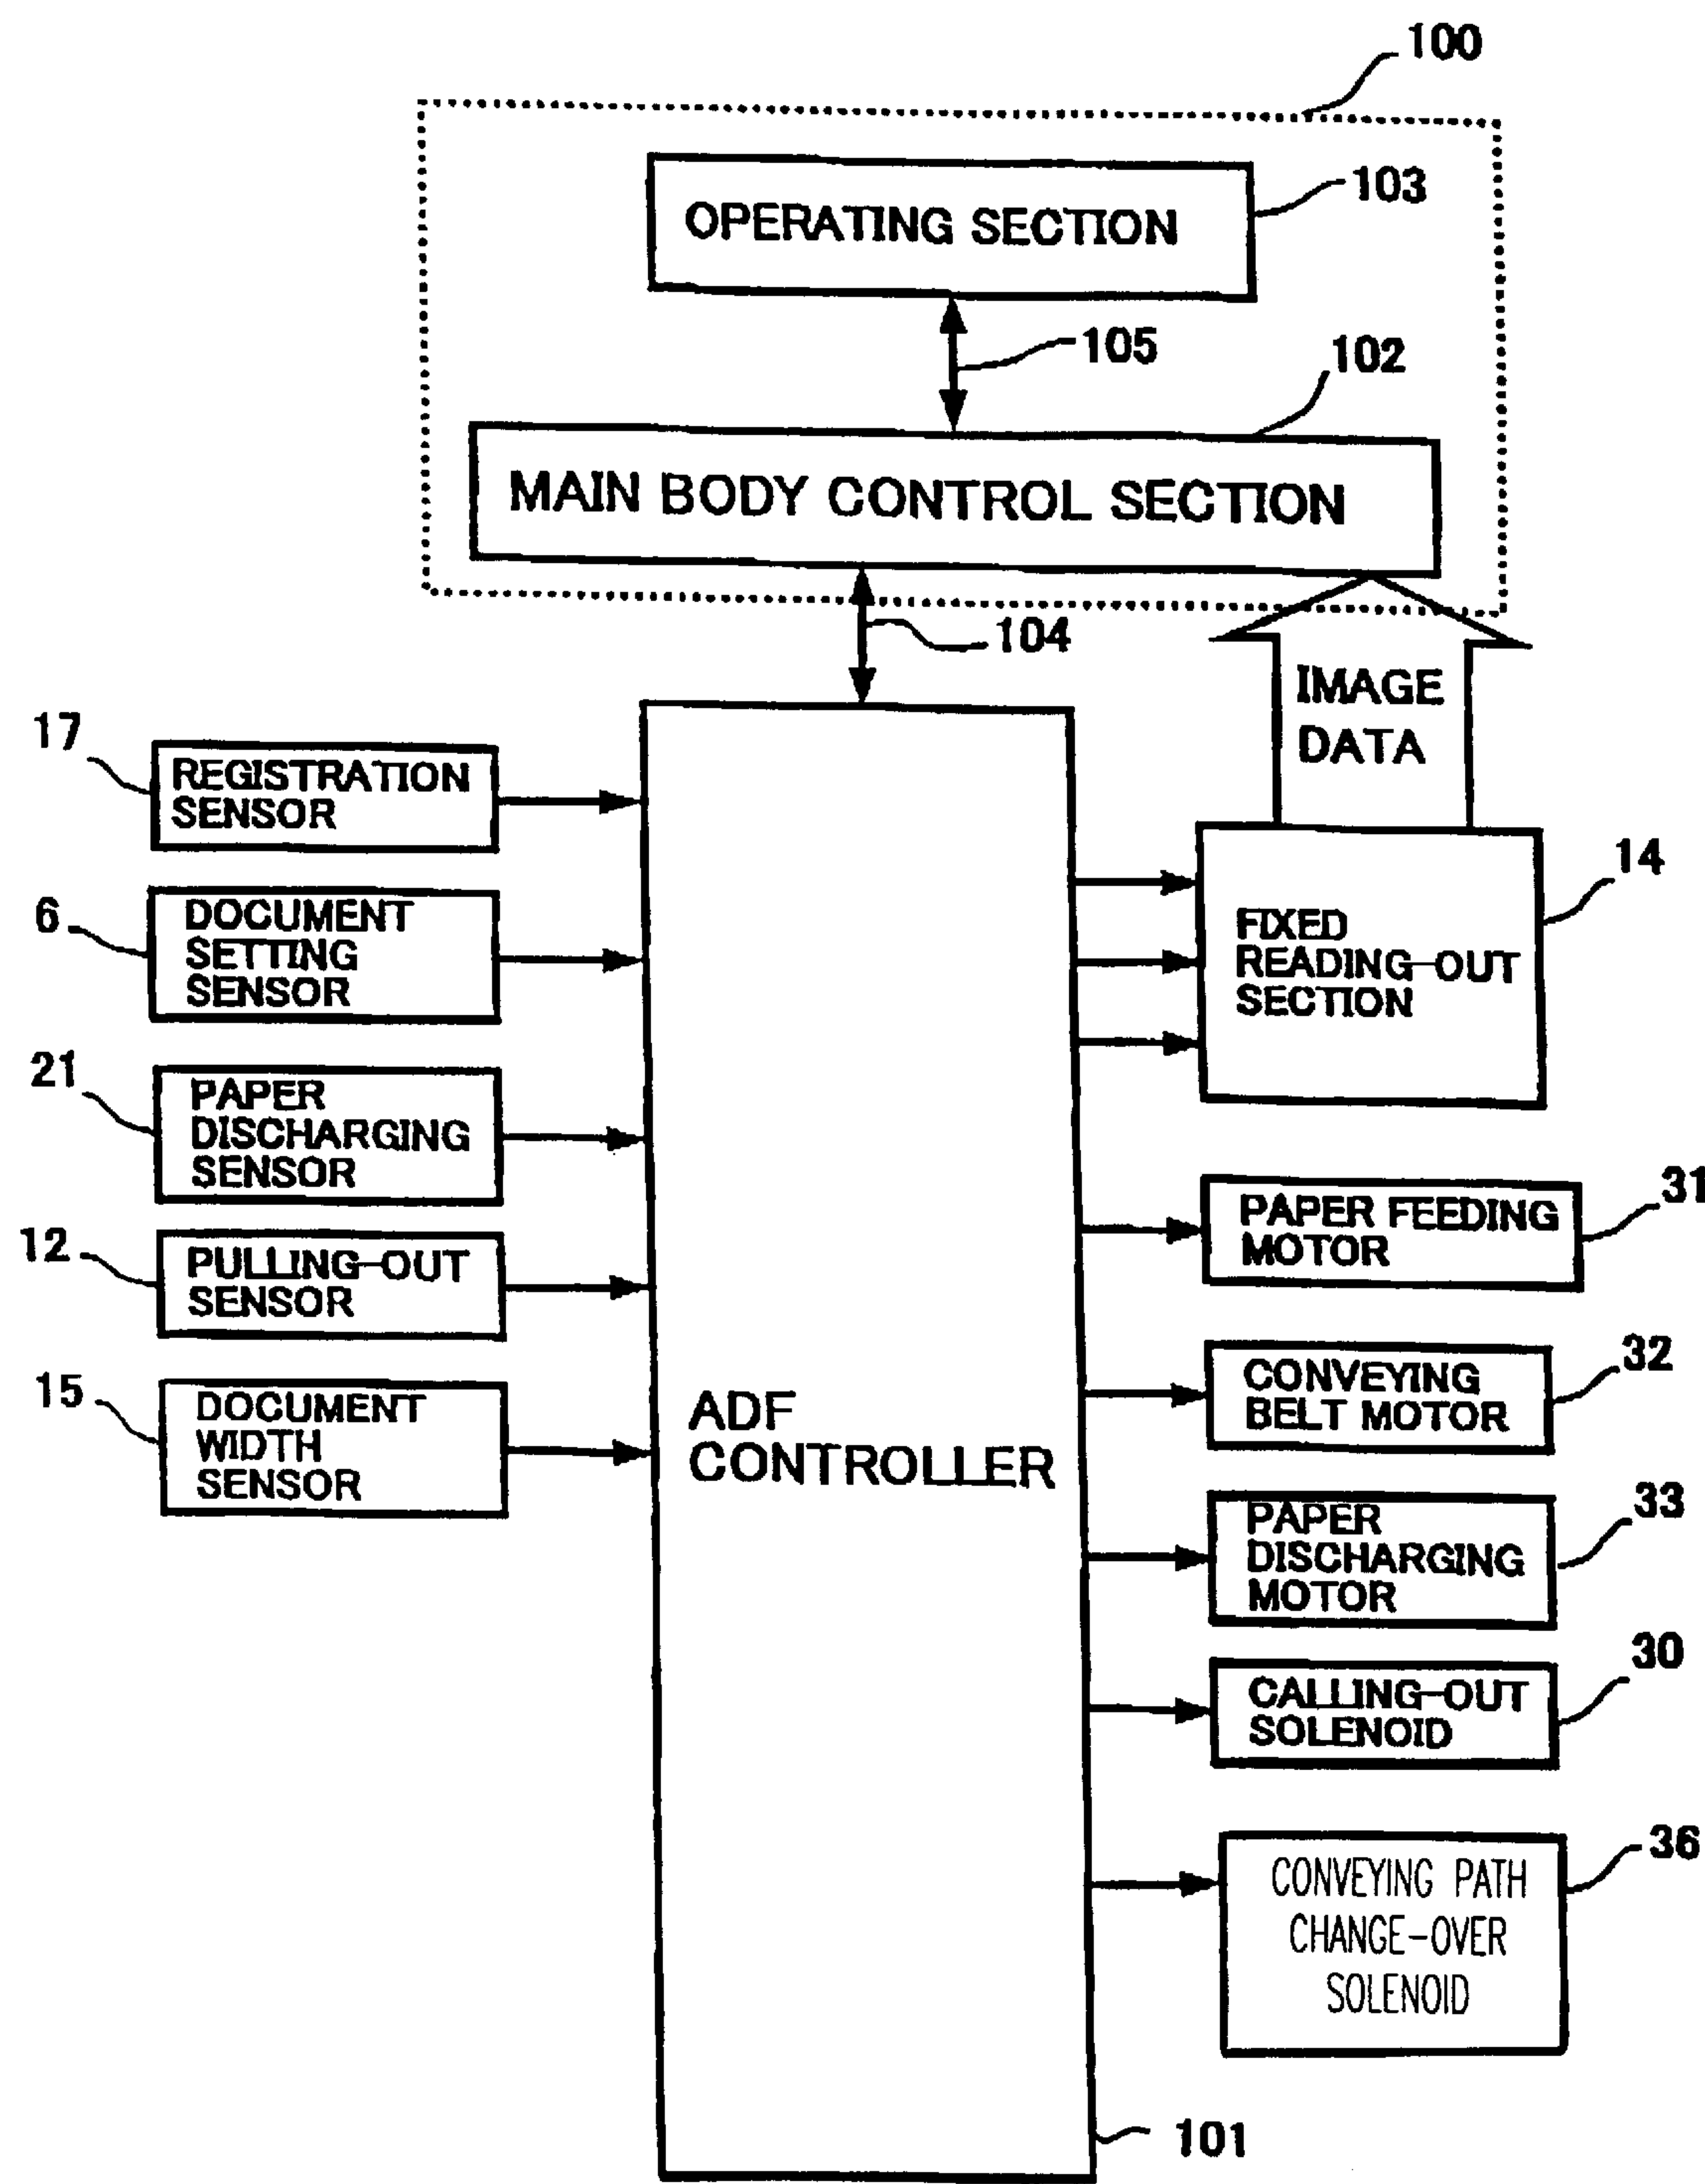 100
OPERATING SECTION
103
105
102
MAIN BODY CONTROL SECTION
104
IMAGE
DATA
17
REGISTRATION
SENSOR
6
DOCUMENT
SETTING
SENSOR
21
PAPER
DISCHARGING
SENSOR
12
PULLING-OUT
SENSOR
15
DOCUMENT
WIDTH
SENSOR
ADF
CONTROLLER
101
14
FIXED
READING-OUT
SECTION
31
PAPER FEEDING
MOTOR
32
CONVEYING
BELT MOTOR
33
PAPER
DISCHARGING
MOTOR
30
CALLING-OUT
SOLENOID
36
CONVEYING PATH
CHANGE-OVER
SOLENOID